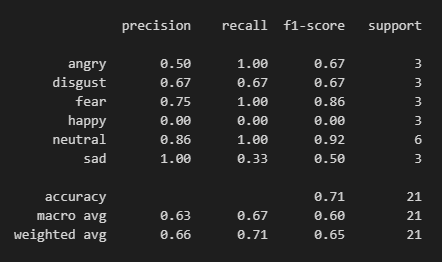 precision recall f1-score support
angry 0.50 1.00 0.67 3
disgust 0.67 0.67 0.67 3
fear 0.75 1.00 0.86 3
happy 0.00 0.00 0.00 3
neutral 0.86 1.00 0.92 6
sad 1.00 0.33 0.50 3
accuracy 0.71 21
macro avg 0.63 0.67 0.60 21
weighted avg 0.66 0.71 0.65 21